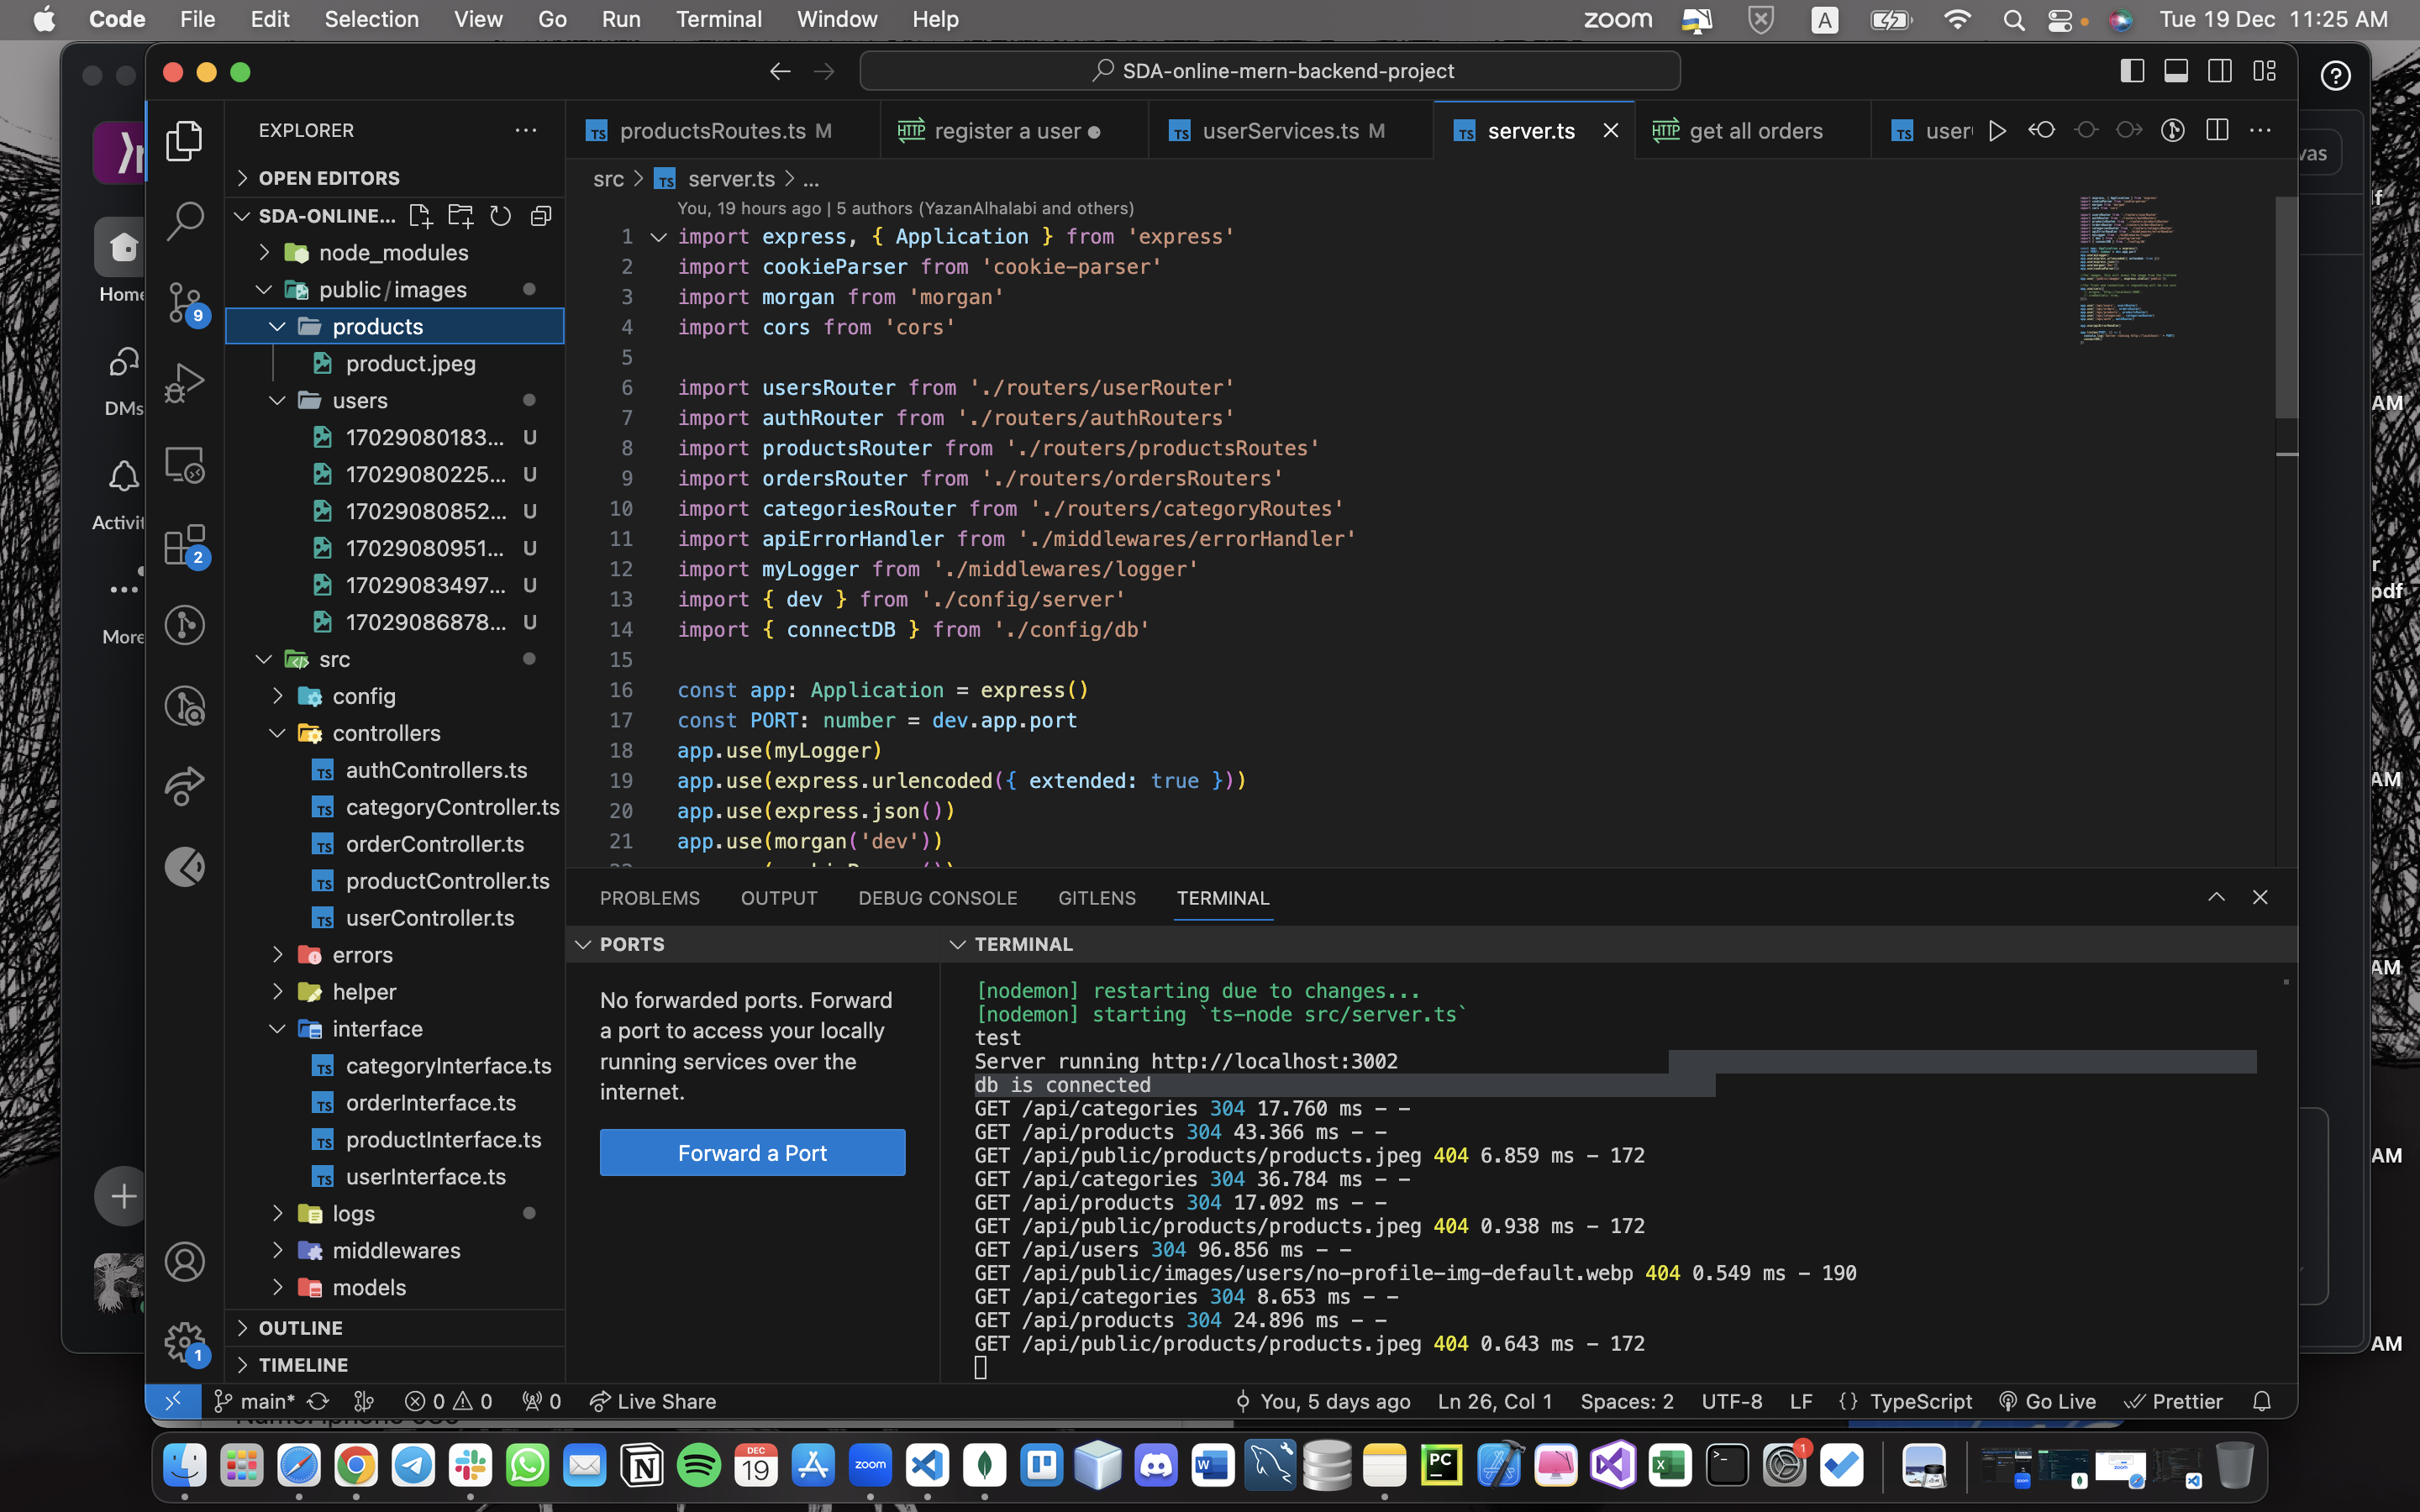 Code File Edit Selection View Go Run Terminal Window Help zoom A Tue 19 Dec 11:25 AM
SDA-online-mern-backend-project
EXPLORER
productsRoutes.ts M
HTTP register a user
userServices.ts M
server.ts
HTTP get all orders
OPEN EDITORS
SDA-ONLINE...
node_modules
public/images
products
product.jpeg
users
17029080183... U
17029080225... U
17029080852... U
17029080951... U
17029083497... U
17029086878... U
src
config
controllers
authControllers.ts
categoryController.ts
orderController.ts
productController.ts
userController.ts
errors
helper
interface
categoryInterface.ts
orderInterface.ts
productInterface.ts
userInterface.ts
logs
middlewares
models
OUTLINE
TIMELINE
Home
DMs
More
9
2
1
src > server.ts > ...
You, 19 hours ago | 5 authors (YazanAlhalabi and others)
1 import express, { Application } from 'express'
2 import cookieParser from 'cookie-parser'
3 import morgan from 'morgan'
4 import cors from 'cors'
5
6 import usersRouter from './routers/userRouter'
7 import authRouter from './routers/authRouters'
8 import productsRouter from './routers/productsRoutes'
9 import ordersRouter from './routers/ordersRouters'
10 import categoriesRouter from './routers/categoryRoutes'
11 import apiErrorHandler from './middlewares/errorHandler'
12 import myLogger from './middlewares/logger'
13 import { dev } from './config/server'
14 import { connectDB } from './config/db'
15
16 const app: Application = express()
17 const PORT: number = dev.app.port
18 app.use(myLogger)
19 app.use(express.urlencoded({ extended: true }))
20 app.use(express.json())
21 app.use(morgan('dev'))
PROBLEMS OUTPUT DEBUG CONSOLE GITLENS TERMINAL
PORTS
No forwarded ports. Forward
a port to access your locally
running services over the
internet.
Forward a Port
TERMINAL
[nodemon] restarting due to changes...
[nodemon] starting `ts-node src/server.ts`
test
Server running http://localhost:3002
db is connected
GET /api/categories 304 17.760 ms - -
GET /api/products 304 43.366 ms - -
GET /api/public/products/products.jpeg 404 6.859 ms - 172
GET /api/categories 304 36.784 ms - -
GET /api/products 304 17.092 ms - -
GET /api/public/products/products.jpeg 404 0.938 ms - 172
GET /api/users 304 96.856 ms - -
GET /api/public/images/users/no-profile-img-default.webp 404 0.549 ms - 190
GET /api/categories 304 8.653 ms - -
GET /api/products 304 24.896 ms - -
GET /api/public/products/products.jpeg 404 0.643 ms - 172
main* 0 0 0 Live Share You, 5 days ago Ln 26, Col 1 Spaces: 2 UTF-8 LF {} TypeScript Go Live Prettier
AM
pdf
AM
AM
AM
AM
DEC
19
zoom
PC
1